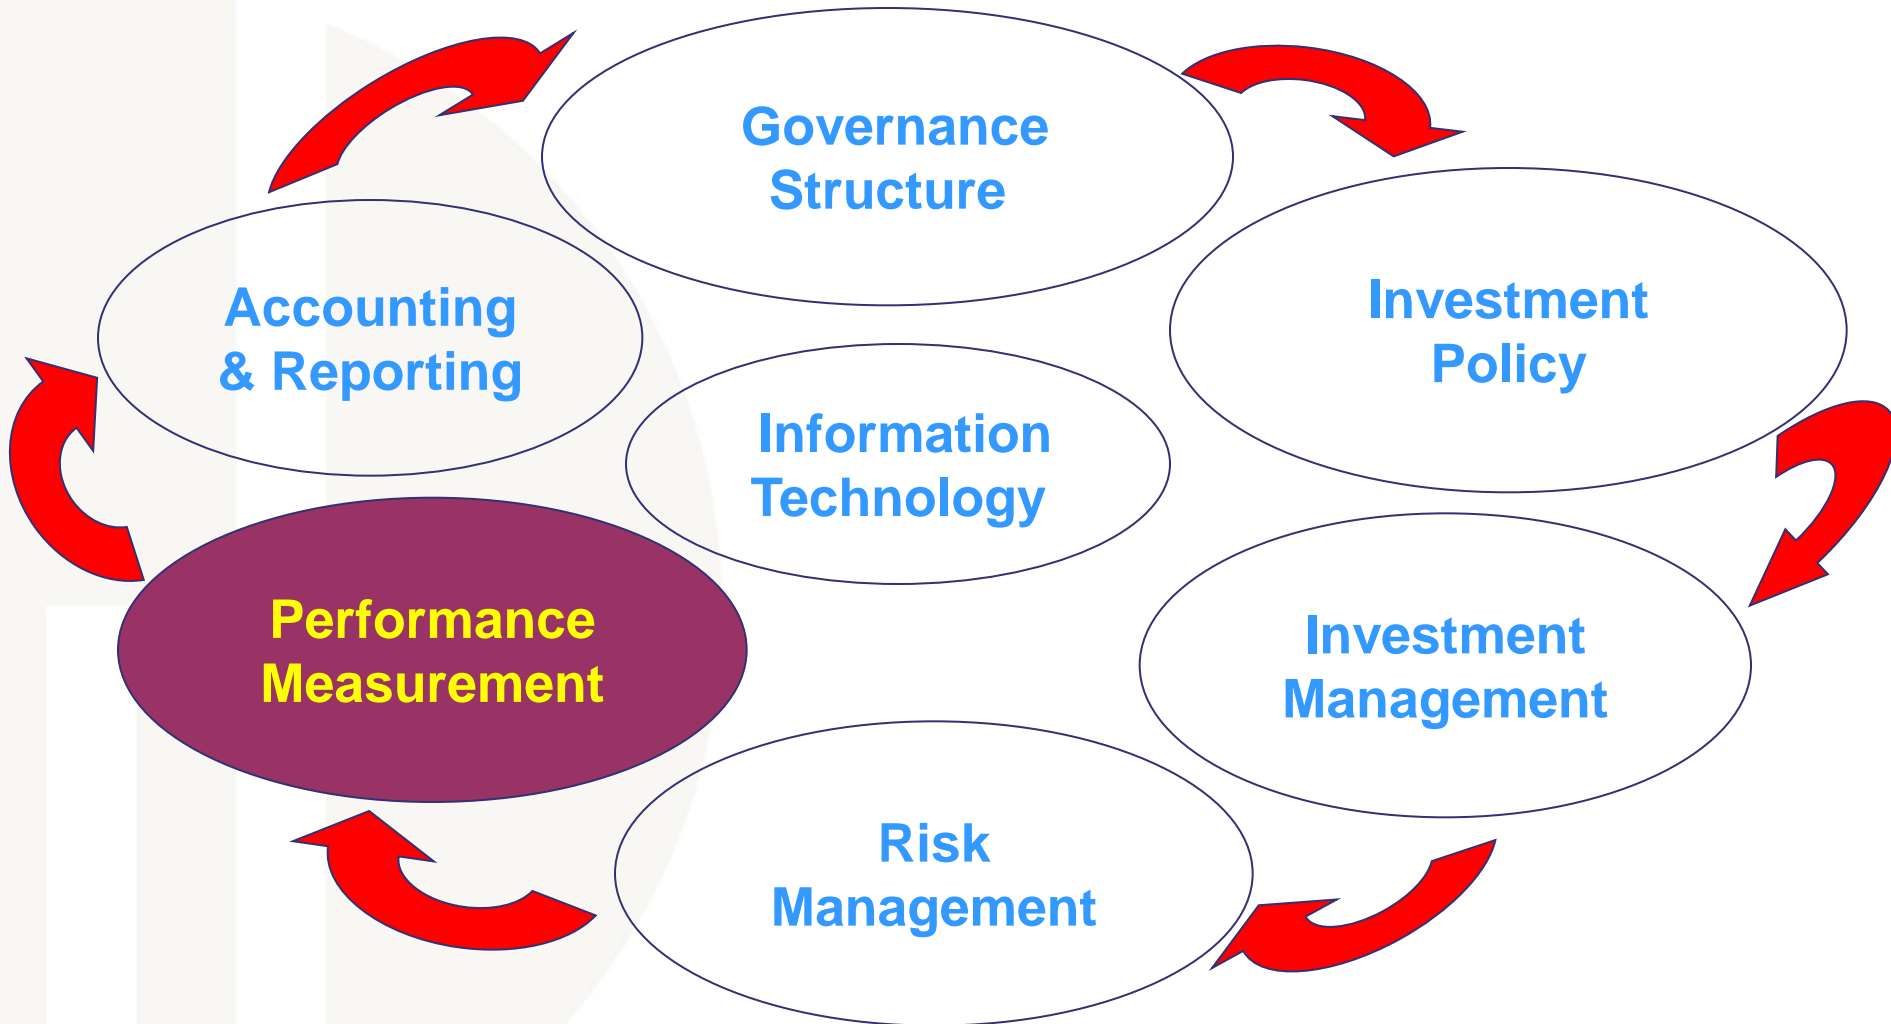 Governance
Structure
Accounting
& Reporting
Investment
Policy
Information
Technology
Performance
Measurement
Investment
Management
Risk
Management